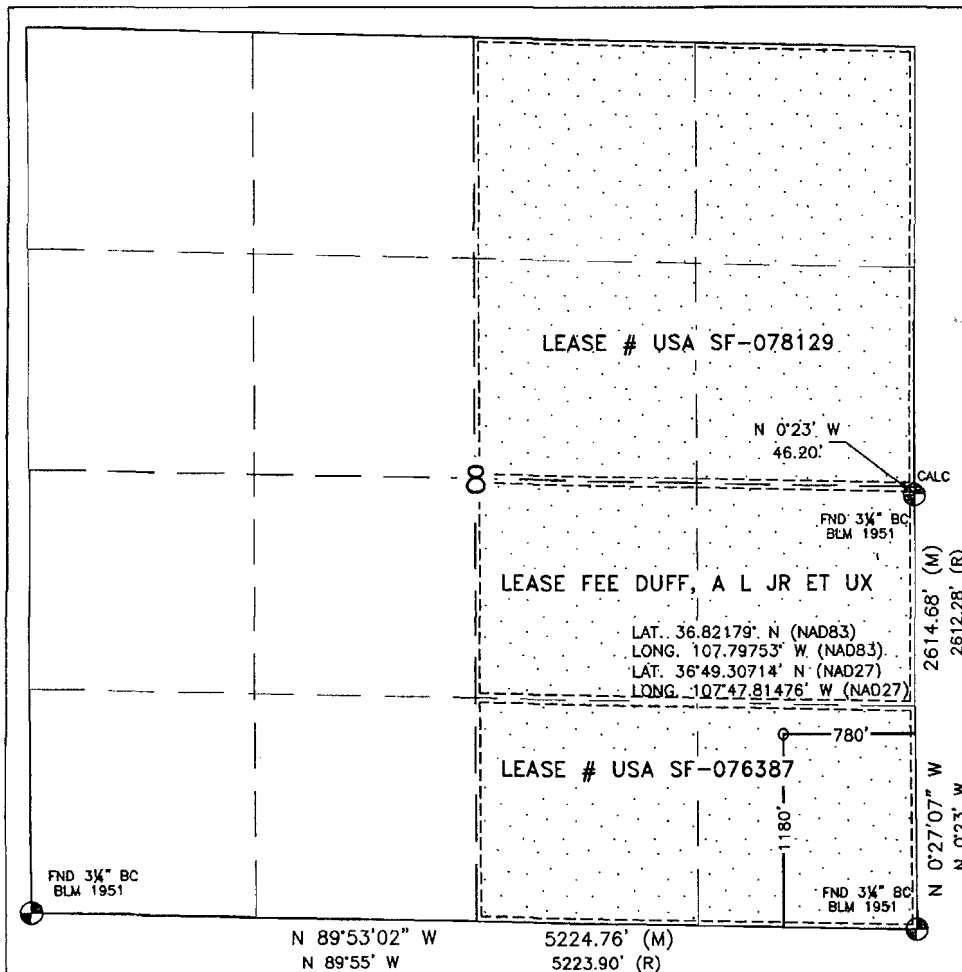 LEASE # USA SF-078129
N 0°23' W
46.20'
CALC
8
FND 3¼" BC
BLM 1951
LEASE FEE DUFF, A L JR ET UX
LAT. 36.82179° N (NAD83)
LONG. 107.79753° W (NAD83)
LAT. 36°49.30714' N (NAD27)
LONG. 107°47.81476' W (NAD27)
2614.68' (M)
2612.28' (R)
780'
LEASE # USA SF-076387
1180'
N 0°27'07" W
N 0°23' W
FND 3¼" BC
BLM 1951
FND 3¼" BC
BLM 1951
N 89°53'02" W 5224.76' (M)
N 89°55' W 5223.90' (R)